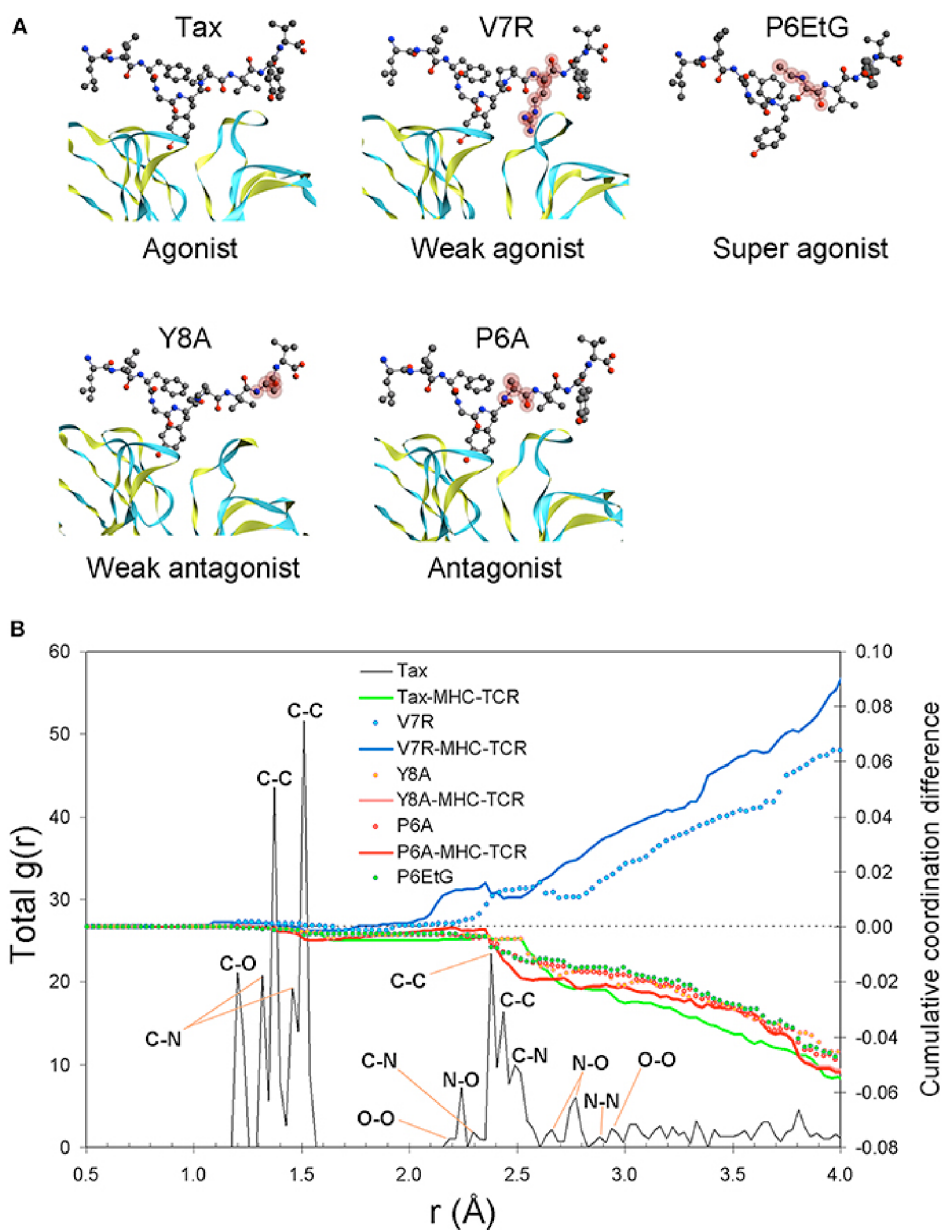 A
Tax
V7R
P6EtG
Agonist
Weak agonist
Super agonist
Y8A
P6A
Weak antagonist
Antagonist
B
60
50
40
30
20
10
0
Total g(r)
0.10
0.08
0.06
0.04
0.02
0.00
-0.02
-0.04
-0.06
-0.08
Cumulative coordination difference
0.5 1.0 1.5 2.0 2.5 3.0 3.5 4.0
r (Å)
Tax
Tax-MHC-TCR
V7R
V7R-MHC-TCR
Y8A
Y8A-MHC-TCR
P6A
P6A-MHC-TCR
P6EtG
C-C
C-C
C-O
C-N
C-C
C-C
C-N
C-N
N-O
O-O
N-O
N-N
O-O